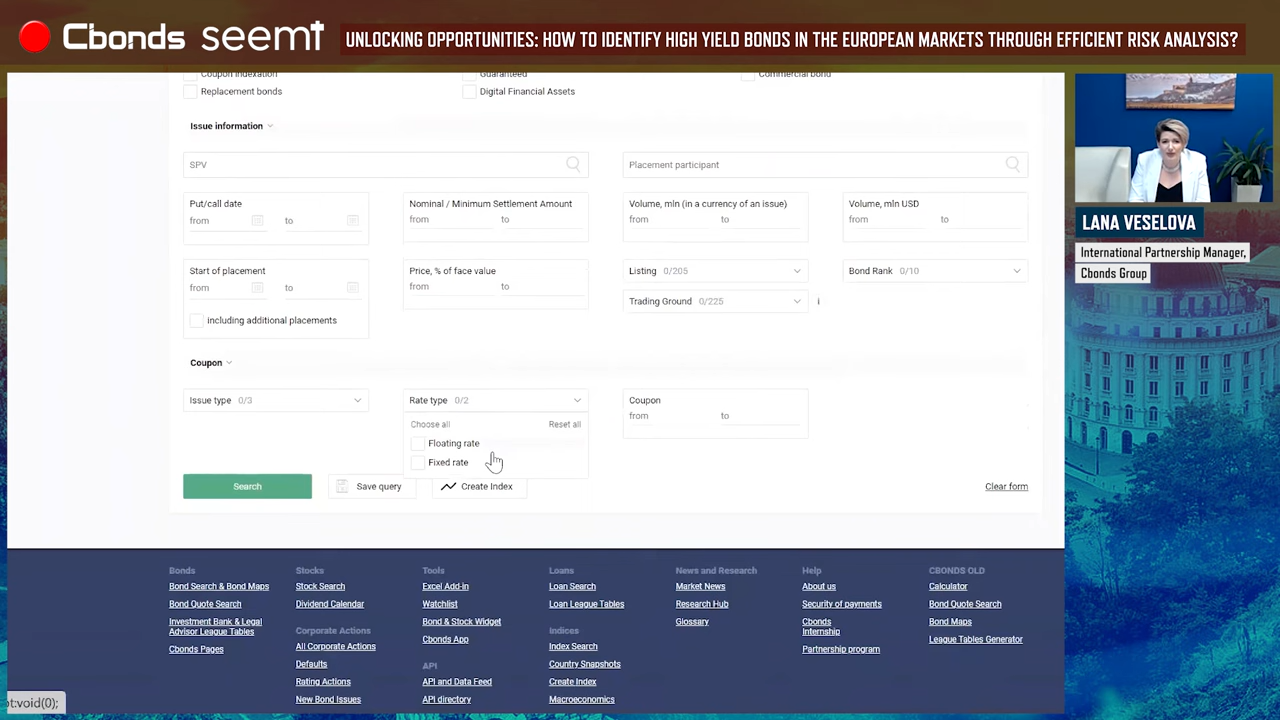 Cbonds seemt
UNLOCKING OPPORTUNITIES: HOW TO IDENTIFY HIGH YIELD BONDS IN THE EUROPEAN MARKETS THROUGH EFFICIENT RISK ANALYSIS?
Coupon Indexation Guaranteed Commercial bond
Replacement bonds Digital Financial Assets
Issue information
SPV Placement participant
Put/call date Nominal / Minimum Settlement Amount Volume, mln (in a currency of an issue) Volume, mln USD
from to from to from to from to
Start of placement Price, % of face value Listing 0/205 Bond Rank 0/10
from to from to
Trading Ground 0/225 i
including additional placements
Coupon
Issue type 0/3 Rate type 0/2 Coupon
from to
Choose all Reset all
Floating rate
Fixed rate
Search Save query Create Index Clear form
LANA VESELOVA
International Partnership Manager,
Cbonds Group
Bonds
Bond Search & Bond Maps
Bond Quote Search
Investment Bank & Legal
Advisor League Tables
Cbonds Pages
Stocks
Stock Search
Dividend Calendar
Corporate Actions
All Corporate Actions
Defaults
Rating Actions
New Bond Issues
Tools
Excel Add-in
Watchlist
Bond & Stock Widget
Cbonds App
API
API and Data Feed
API directory
Loans
Loan Search
Loan League Tables
Indices
Index Search
Country Snapshots
Create Index
Macroeconomics
News and Research
Market News
Research Hub
Glossary
Help
About us
Security of payments
Cbonds
Internship
Partnership program
CBONDS OLD
Calculator
Bond Quote Search
Bond Maps
League Tables Generator
ot:void(0);